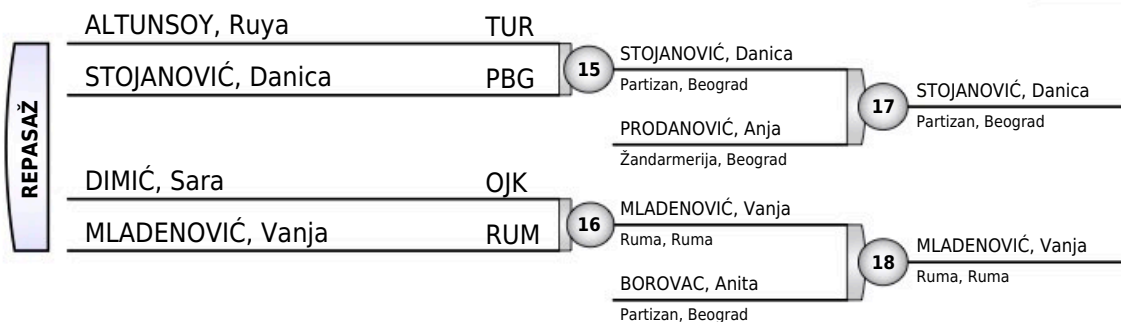 REPASAŽ
ALTUNSOY, Ruya TUR
STOJANOVIĆ, Danica PBG
15
STOJANOVIĆ, Danica
Partizan, Beograd
PRODANOVIĆ, Anja
Žandarmerija, Beograd
17
STOJANOVIĆ, Danica
Partizan, Beograd
DIMIĆ, Sara OJK
MLADENOVIĆ, Vanja RUM
16
MLADENOVIĆ, Vanja
Ruma, Ruma
BOROVAC, Anita
Partizan, Beograd
18
MLADENOVIĆ, Vanja
Ruma, Ruma